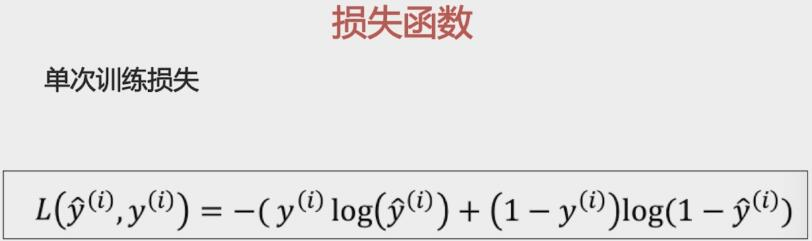 损失函数
单次训练损失
L(ŷ⁽ⁱ⁾, y⁽ⁱ⁾) = −( y⁽ⁱ⁾ log(ŷ⁽ⁱ⁾) + (1 − y⁽ⁱ⁾)log(1 − ŷ⁽ⁱ⁾)